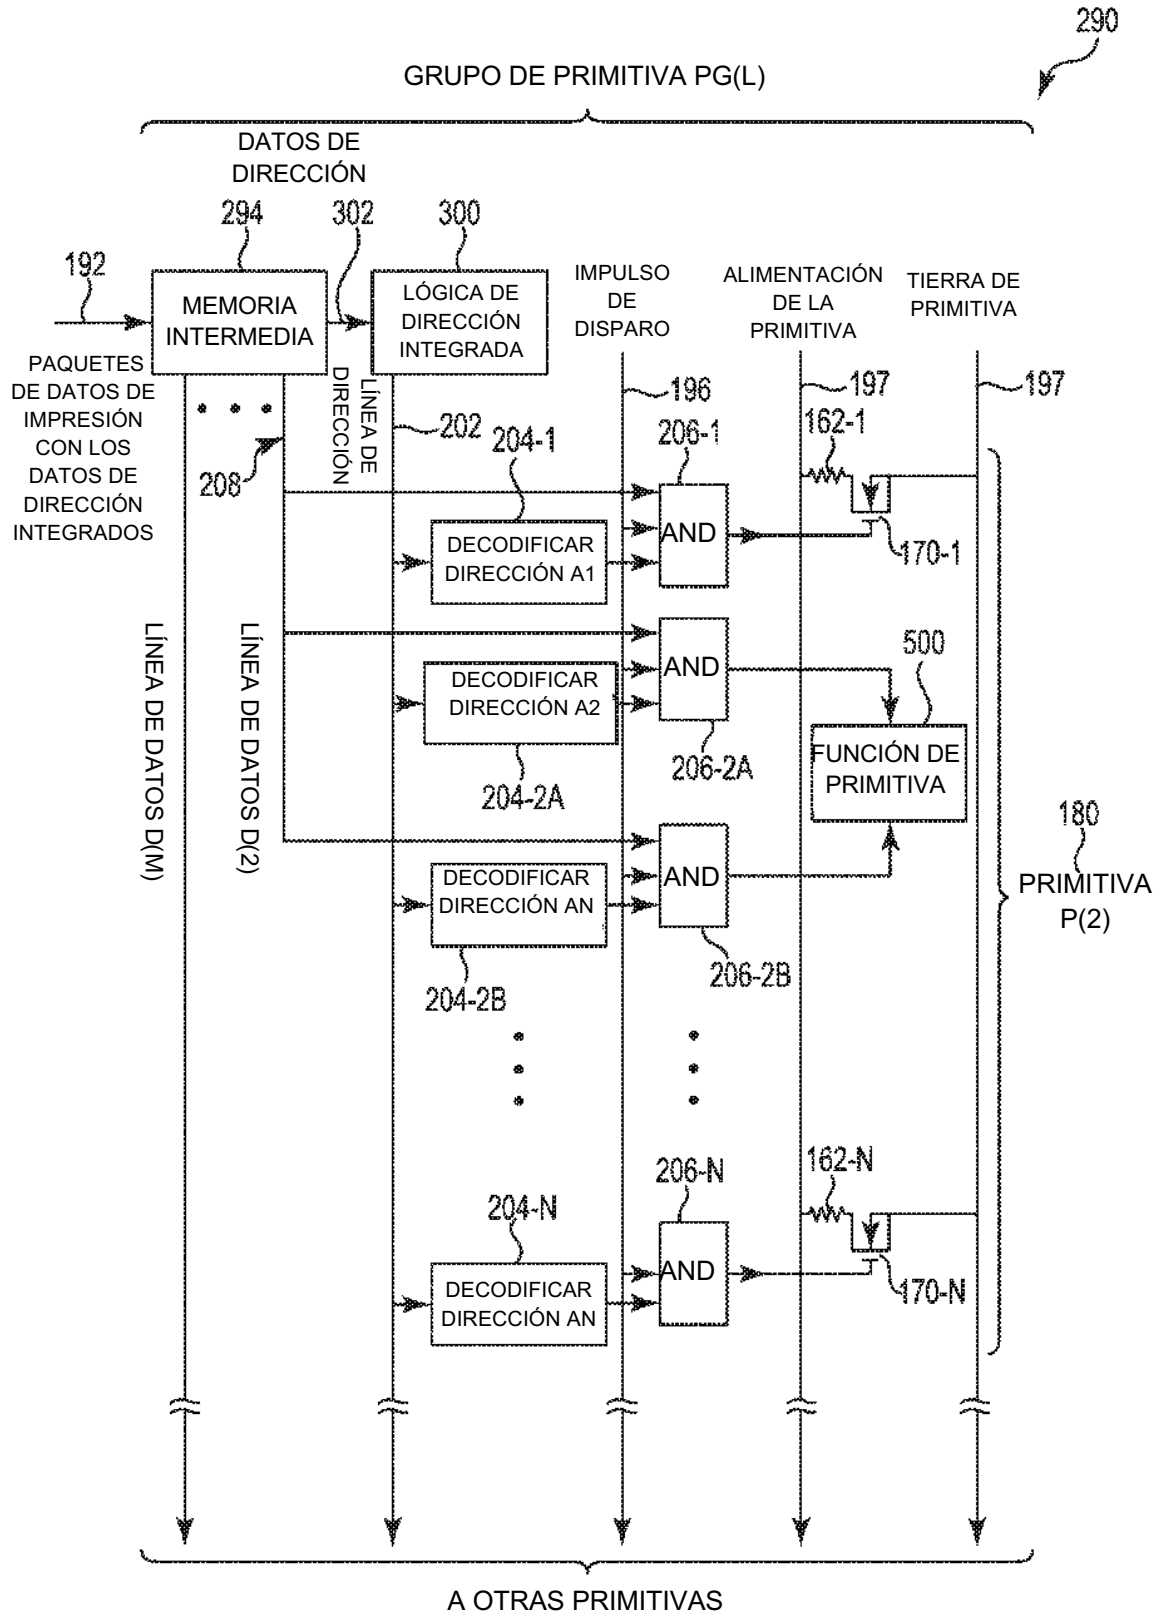 290
GRUPO DE PRIMITIVA PG(L)
DATOS DE
DIRECCIÓN
294
302
300
192
MEMORIA
INTERMEDIA
LÓGICA DE
DIRECCIÓN
INTEGRADA
IMPULSO
DE
DISPARO
ALIMENTACIÓN
DE LA
PRIMITIVA
TIERRA DE
PRIMITIVA
PAQUETES
DE DATOS DE
IMPRESIÓN
CON LOS
DATOS DE
DIRECCIÓN
INTEGRADOS
208
LÍNEA DE
DIRECCIÓN
202
196
197
197
204-1
206-1
162-1
DECODIFICAR
DIRECCIÓN A1
AND
170-1
LÍNEA DE DATOS D(M)
LÍNEA DE DATOS D(2)
DECODIFICAR
DIRECCIÓN A2
AND
500
204-2A
206-2A
FUNCIÓN DE
PRIMITIVA
DECODIFICAR
DIRECCIÓN AN
AND
180
PRIMITIVA
P(2)
204-2B
206-2B
204-N
206-N
162-N
DECODIFICAR
DIRECCIÓN AN
AND
170-N
A OTRAS PRIMITIVAS